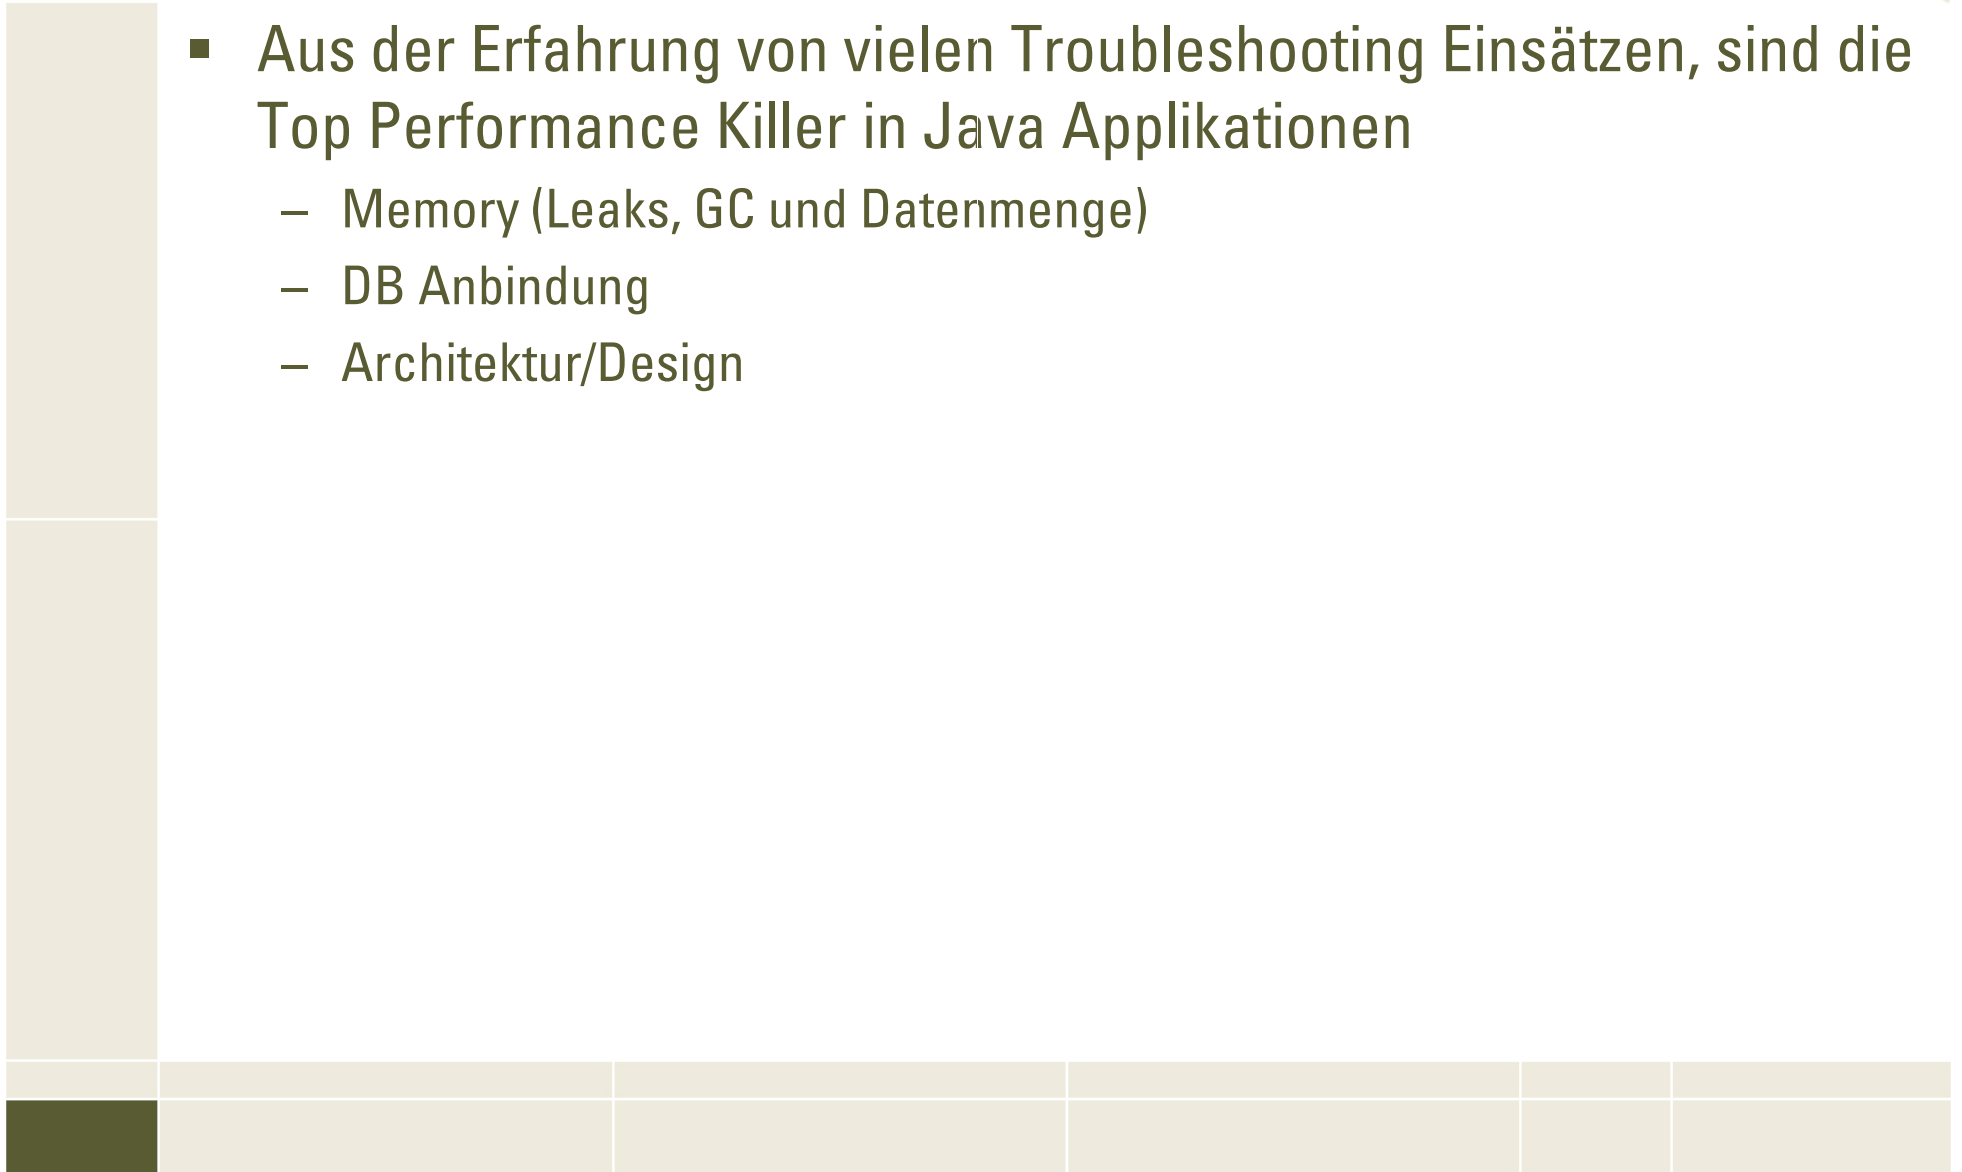 ▪ Aus der Erfahrung von vielen Troubleshooting Einsätzen, sind die
Top Performance Killer in Java Applikationen
– Memory (Leaks, GC und Datenmenge)
– DB Anbindung
– Architektur/Design